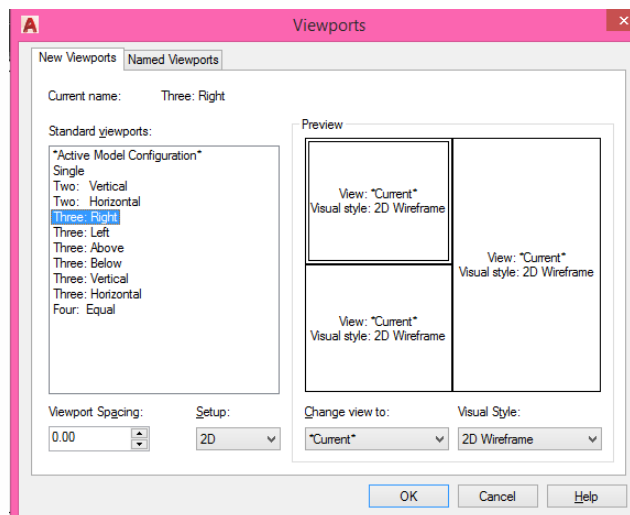 A
Viewports
New Viewports
Named Viewports
Current name: Three: Right
Standard viewports:
*Active Model Configuration*
Single
Two: Vertical
Two: Horizontal
Three: Right
Three: Left
Three: Above
Three: Below
Three: Vertical
Three: Horizontal
Four: Equal
Viewport Spacing:
0.00
Setup:
2D
Preview
View: *Current*
Visual style: 2D Wireframe
View: *Current*
Visual style: 2D Wireframe
View: *Current*
Visual style: 2D Wireframe
Change view to:
*Current*
Visual Style:
2D Wireframe
OK
Cancel
Help